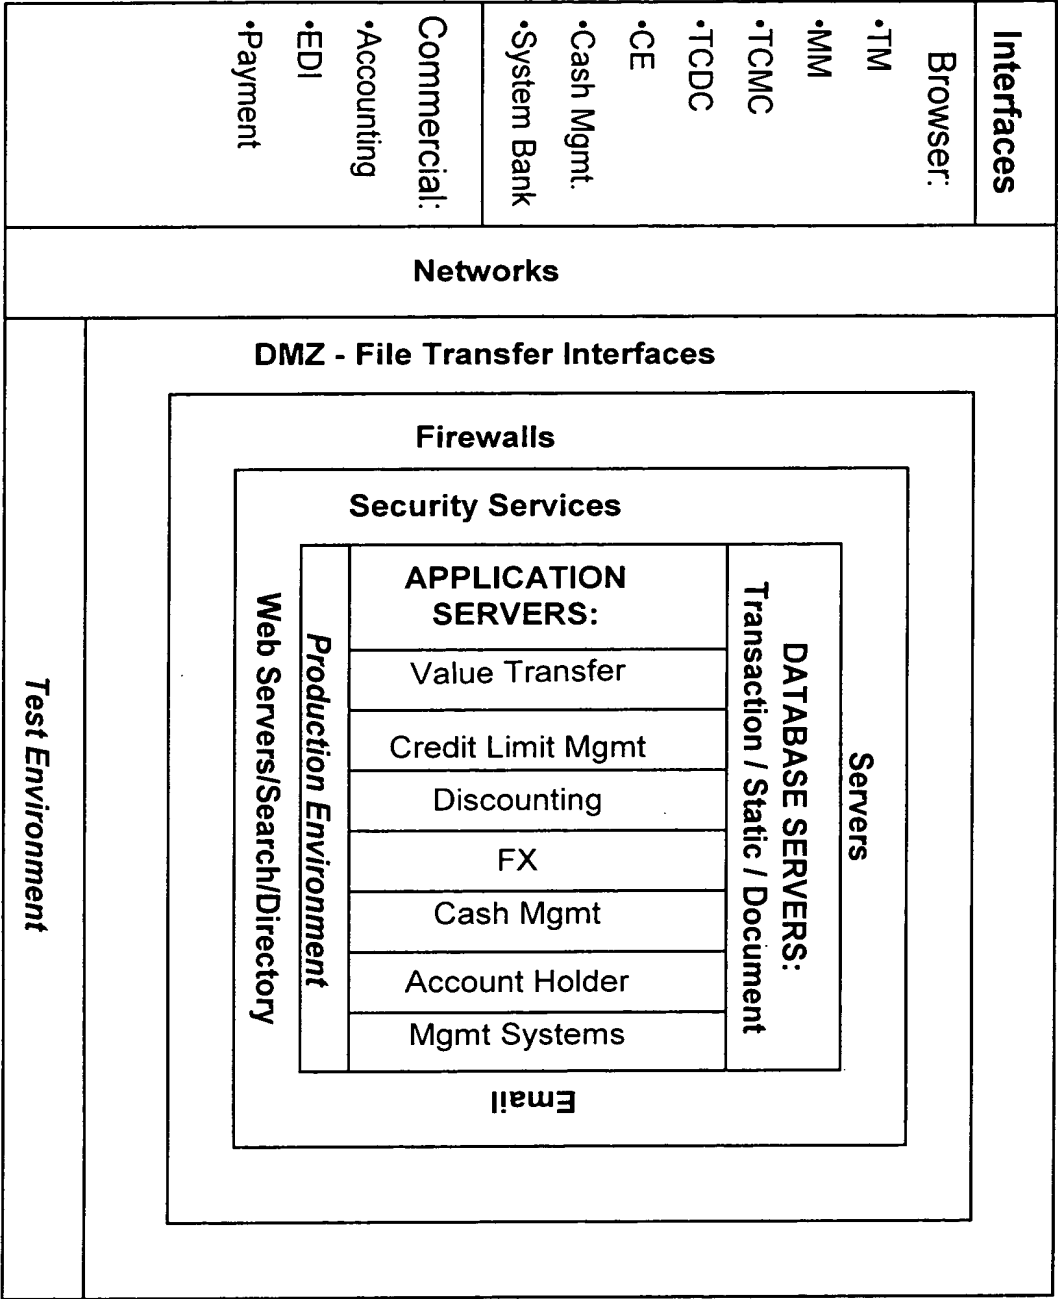 Interfaces
Browser:
•TM
•MM
•TCMC
•TCDC
•CE
•Cash Mgmt.
•System Bank
Commercial:
•Accounting
•EDI
•Payment
Networks
DMZ - File Transfer Interfaces
Firewalls
Security Services
APPLICATION
SERVERS:
Value Transfer
Credit Limit Mgmt
Discounting
FX
Cash Mgmt
Account Holder
Mgmt Systems
DATABASE SERVERS:
Transaction / Static / Document
Servers
Production Environment
Web Servers/Search/Directory
Email
Test Environment